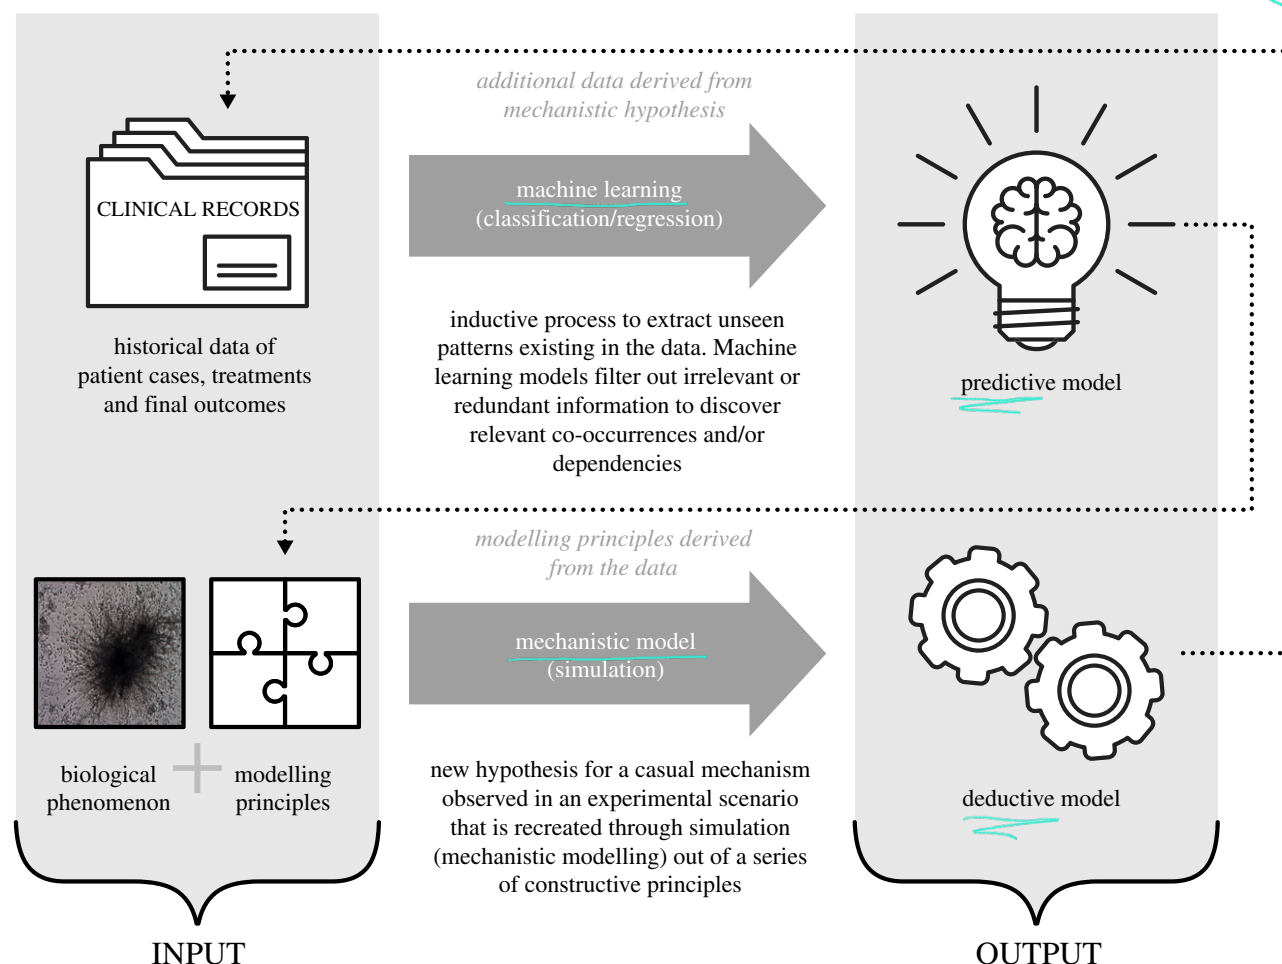 additional data derived from
mechanistic hypothesis
machine learning
(classification/regression)
CLINICAL RECORDS
historical data of
patient cases, treatments
and final outcomes
inductive process to extract unseen
patterns existing in the data. Machine
learning models filter out irrelevant or
redundant information to discover
relevant co-occurrences and/or
dependencies
predictive model
modelling principles derived
from the data
mechanistic model
(simulation)
biological
phenomenon
+
modelling
principles
new hypothesis for a casual mechanism
observed in an experimental scenario
that is recreated through simulation
(mechanistic modelling) out of a series
of constructive principles
deductive model
INPUT
OUTPUT